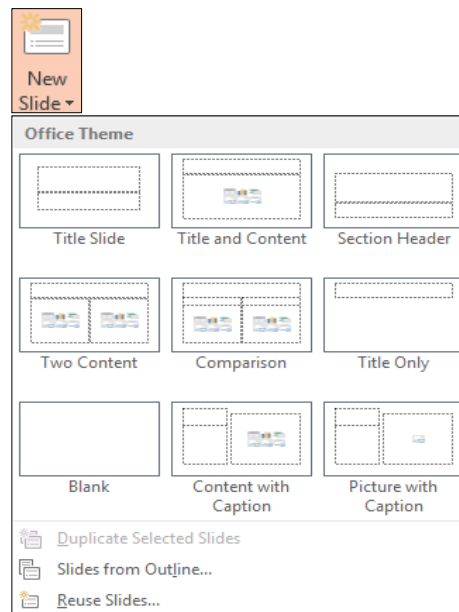 New
Slide
Office Theme
Title Slide
Title and Content
Section Header
Two Content
Comparison
Title Only
Blank
Content with
Caption
Picture with
Caption
Duplicate Selected Slides
Slides from Outline...
Reuse Slides...